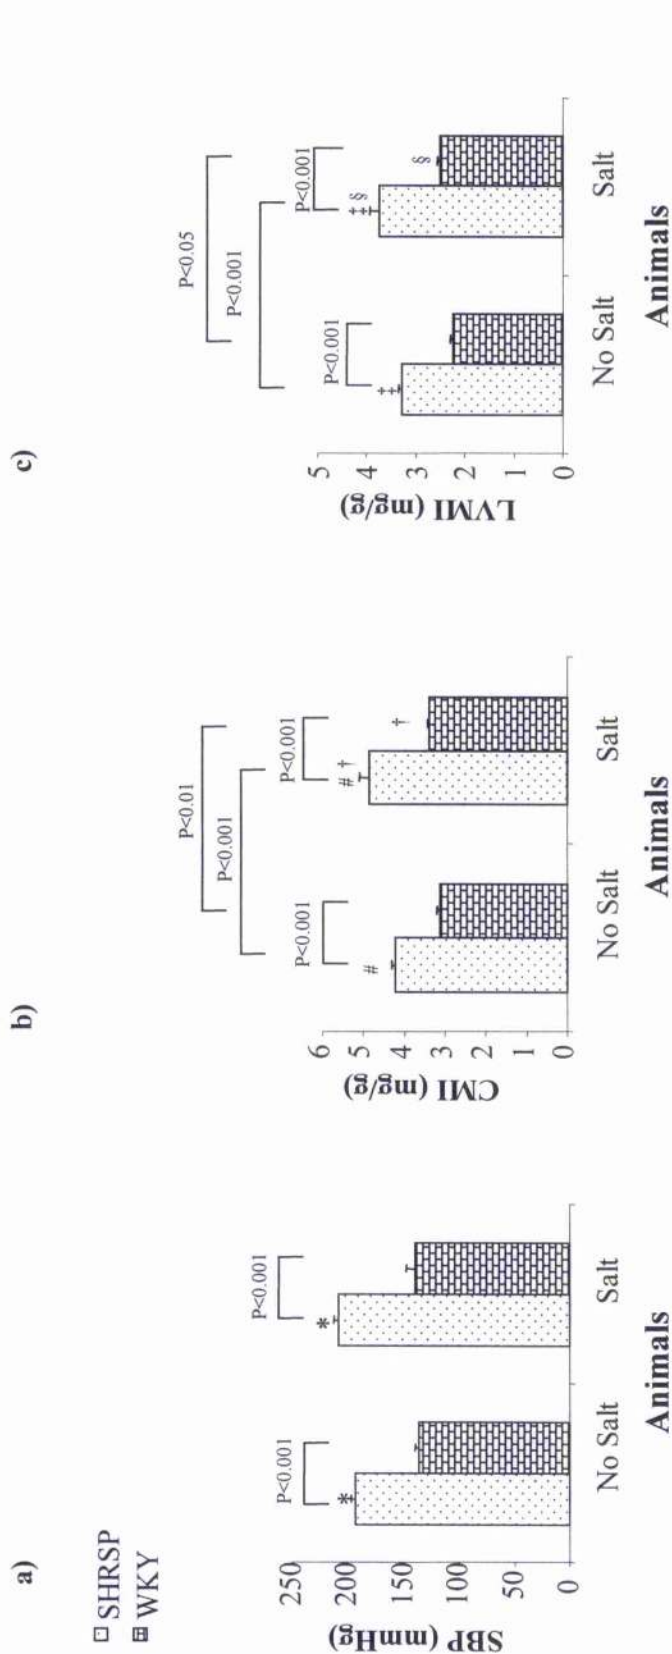 a)
□ SHRSP
WKY
SBP (mmHg)
250
200
150
100
50
0
P<0.001
*
P<0.001
*
No Salt
Salt
Animals
b)
CMI (mg/g)
6
5
4
3
2
1
0
P<0.01
P<0.001
P<0.001
#
P<0.001
# †
†
No Salt
Salt
Animals
c)
LVMI (mg/g)
5
4
3
2
1
0
P<0.05
P<0.001
P<0.001
‡
P<0.001
‡ §
§
No Salt
Salt
Animals